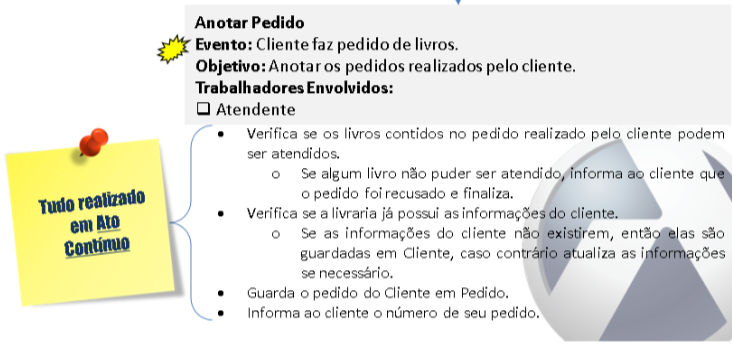 Anotar Pedido
Evento: Cliente faz pedido de livros.
Objetivo: Anotar os pedidos realizados pelo cliente.
Trabalhadores Envolvidos:
❑ Atendente
• Verifica se os livros contidos no pedido realizado pelo cliente podem
ser atendidos.
o Se algum livro não puder ser atendido, informa ao cliente que
o pedido foi recusado e finaliza.
• Verifica se a livraria já possui as informações do cliente.
o Se as informações do cliente não existirem, então elas são
guardadas em Cliente, caso contrário atualiza as informações
se necessário.
• Guarda o pedido do Cliente em Pedido.
• Informa ao cliente o número de seu pedido.
Tudo realizado
em Ato
Contínuo